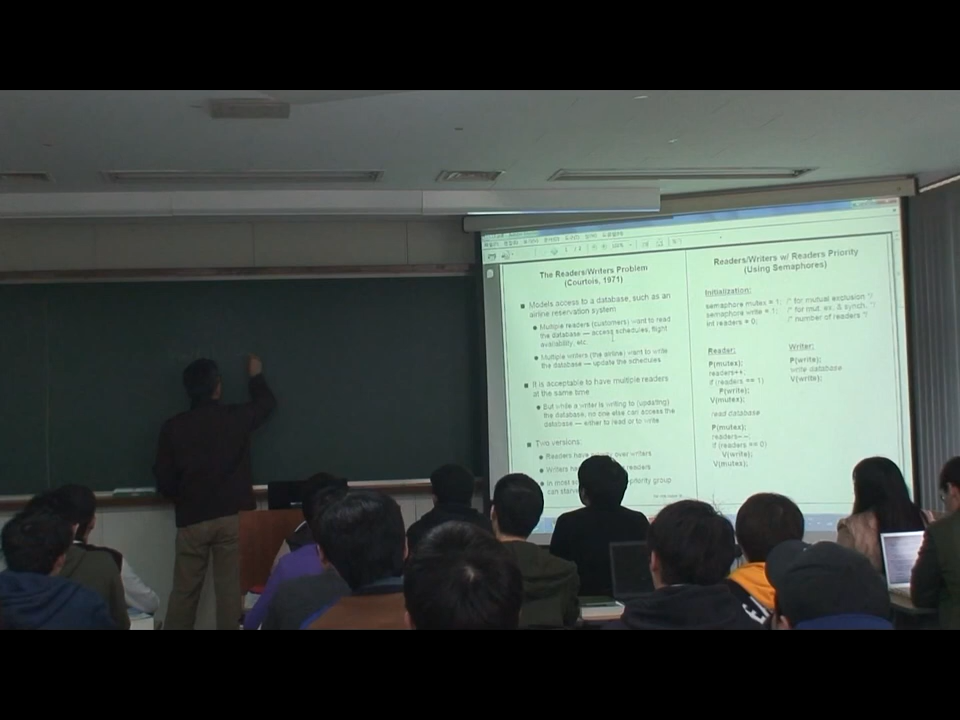 The Readers/Writers Problem
(Courtois, 1971)
Models access to a database, such as an
airline reservation system
Multiple readers (customers) want to read
the database — access schedules, flight
availability, etc.
Multiple writers (the airline) want to write
the database — update the schedules
It is acceptable to have multiple readers
at the same time
But while a writer is writing to (updating)
the database, no one else can access the
database — either to read or to write
Two versions:
Readers have priority over writers
Writers have readers
In most priority group
can starve
Readers/Writers w/ Readers Priority
(Using Semaphores)
Initialization:
semaphore mutex = 1; /* for mutual exclusion */
semaphore write = 1; /* for mut. ex. & synch. */
int readers = 0; /* number of readers */
Reader:
P(mutex);
readers++;
if (readers == 1)
P(write);
V(mutex);
read database
P(mutex);
readers--;
if (readers == 0)
V(write);
V(mutex);
Writer:
P(write);
write database
V(write);